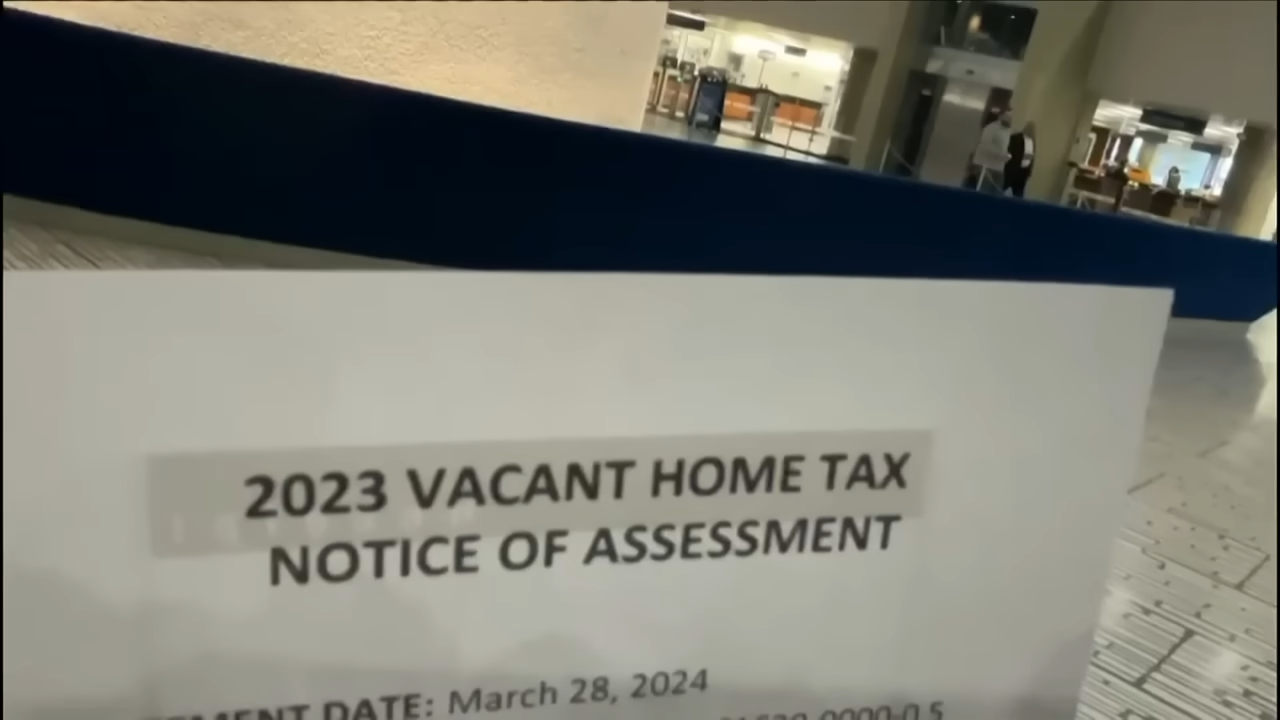 2023 VACANT HOME TAX
NOTICE OF ASSESSMENT
DATE: March 28, 2024